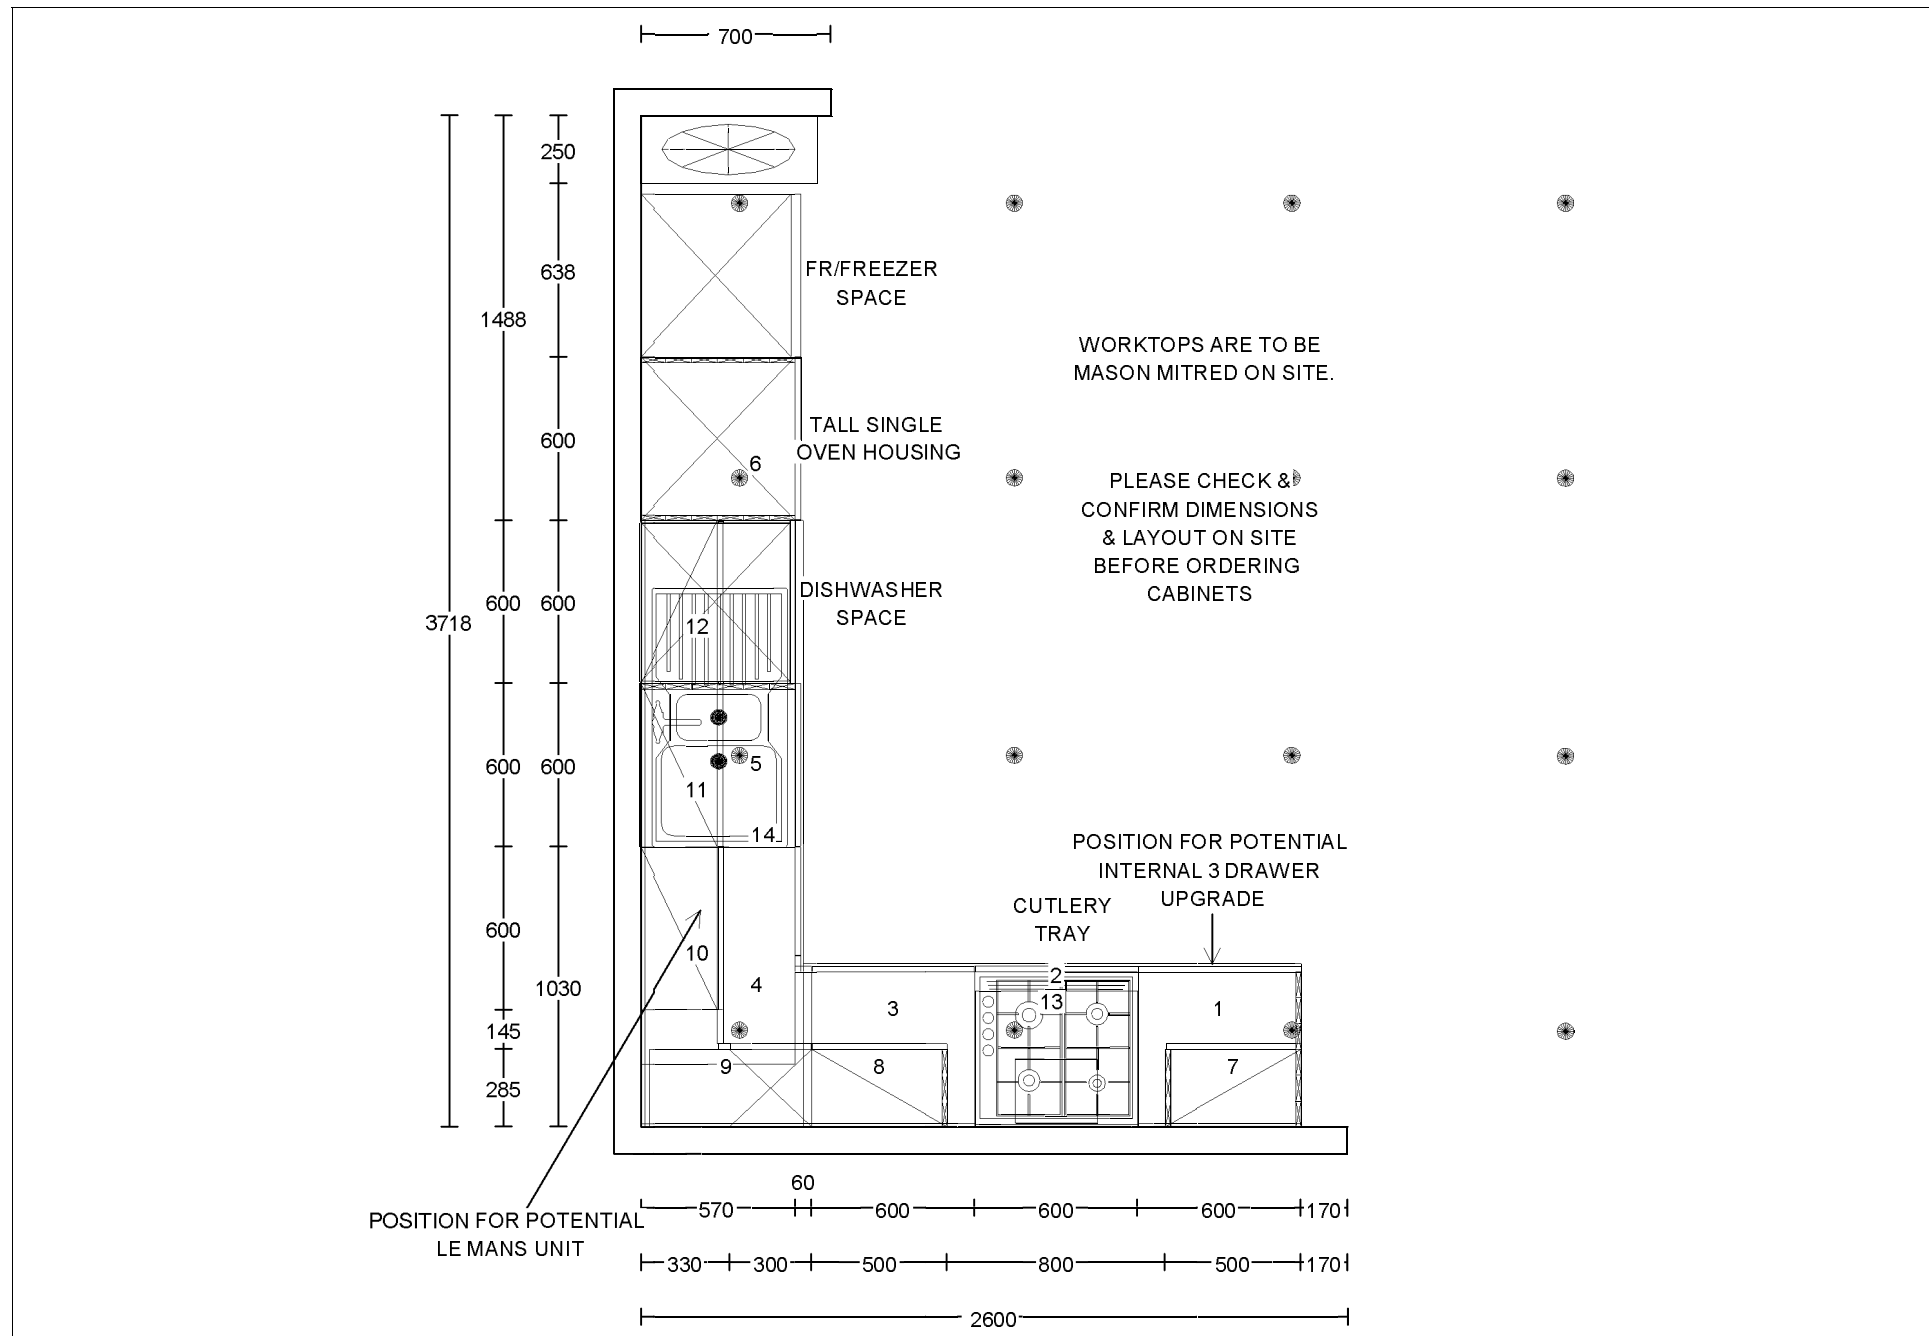 700
250
638
FR/FREEZER
SPACE
1488
WORKTOPS ARE TO BE
MASON MITRED ON SITE.
600
TALL SINGLE
OVEN HOUSING
6
PLEASE CHECK &
CONFIRM DIMENSIONS
& LAYOUT ON SITE
BEFORE ORDERING
CABINETS
600
600
3718
DISHWASHER
SPACE
12
600
600
5
11
14
POSITION FOR POTENTIAL
INTERNAL 3 DRAWER
UPGRADE
CUTLERY
TRAY
600
10
4
1030
2
13
3
1
145
9
8
7
285
60
570
600
600
600
170
POSITION FOR POTENTIAL
LE MANS UNIT
330
300
500
800
500
170
2600